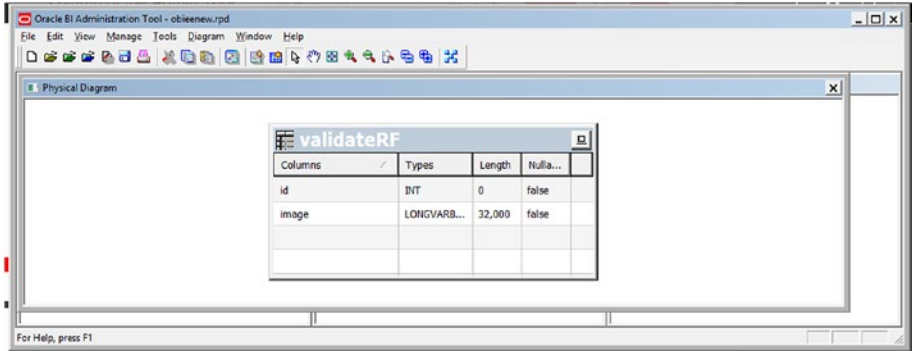 Oracle BI Administration Tool - obieenew.rpd
File Edit View Manage Tools Diagram Window Help
Physical Diagram
validateRF
Columns Types Length Nulla...
id INT 0 false
image LONGVARB... 32,000 false
For Help, press F1